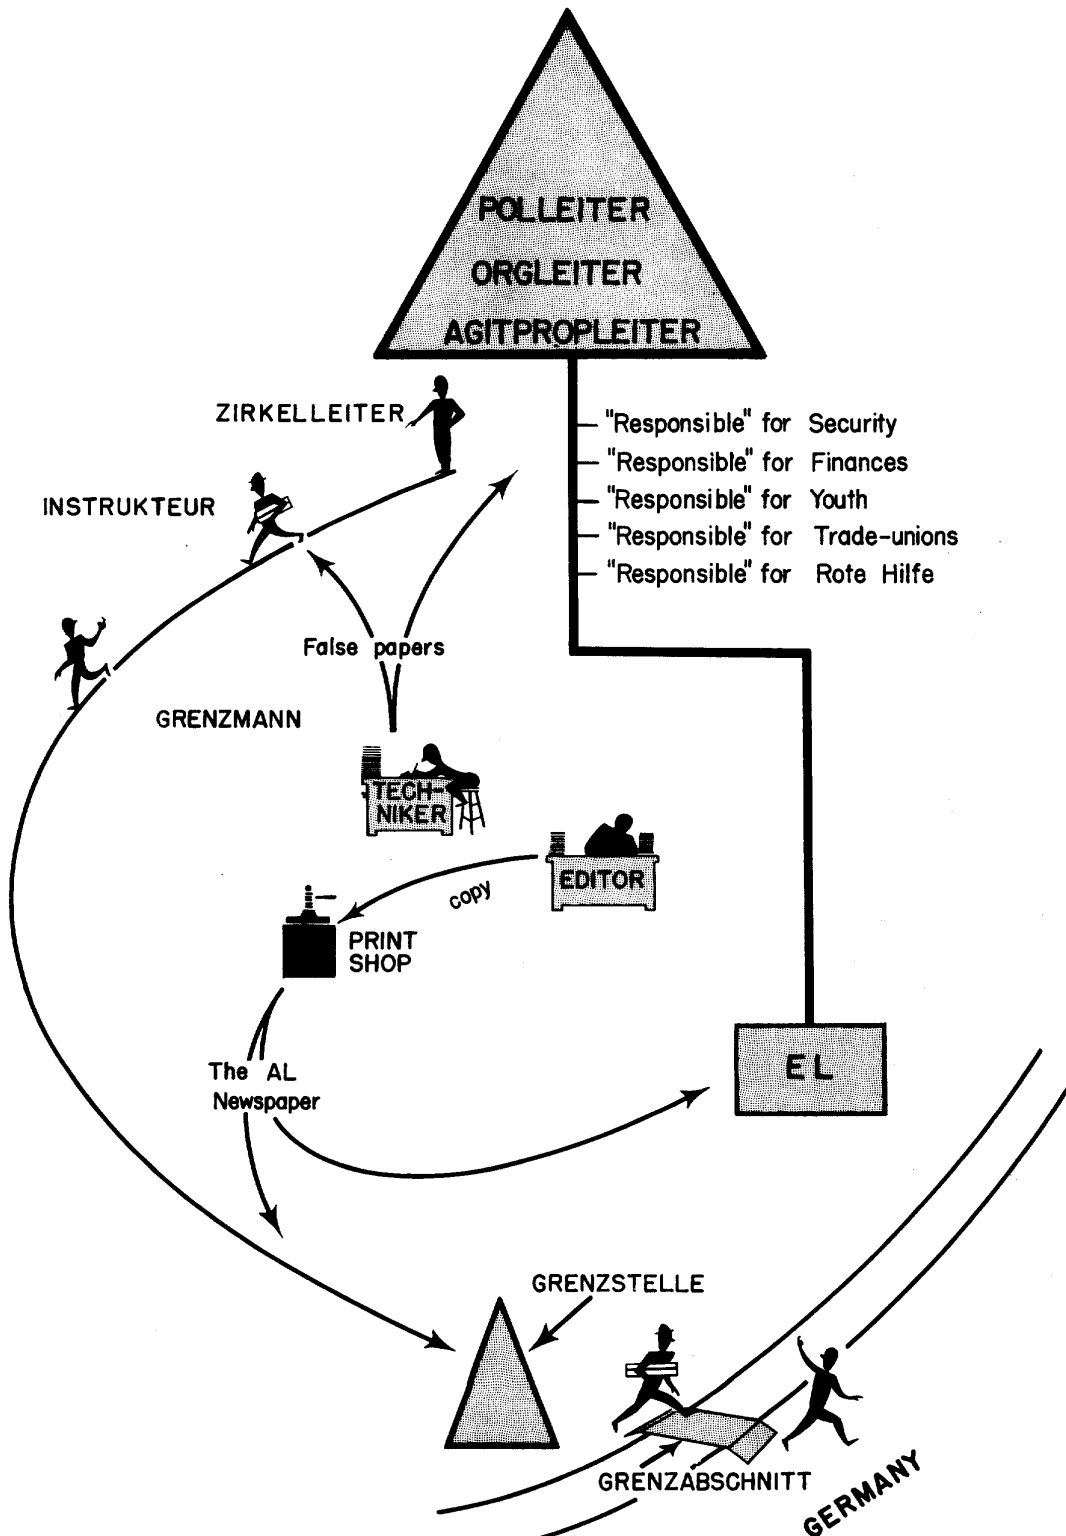 POLLEITER
ORGLEITER
AGITPROPLEITER
ZIRKELLEITER
"Responsible" for Security
"Responsible" for Finances
"Responsible" for Youth
"Responsible" for Trade-unions
"Responsible" for Rote Hilfe
INSTRUKTEUR
False papers
GRENZMANN
TECH-
NIKER
EDITOR
copy
PRINT
SHOP
The AL
Newspaper
EL
GRENZSTELLE
GRENZABSCHNITT
GERMANY